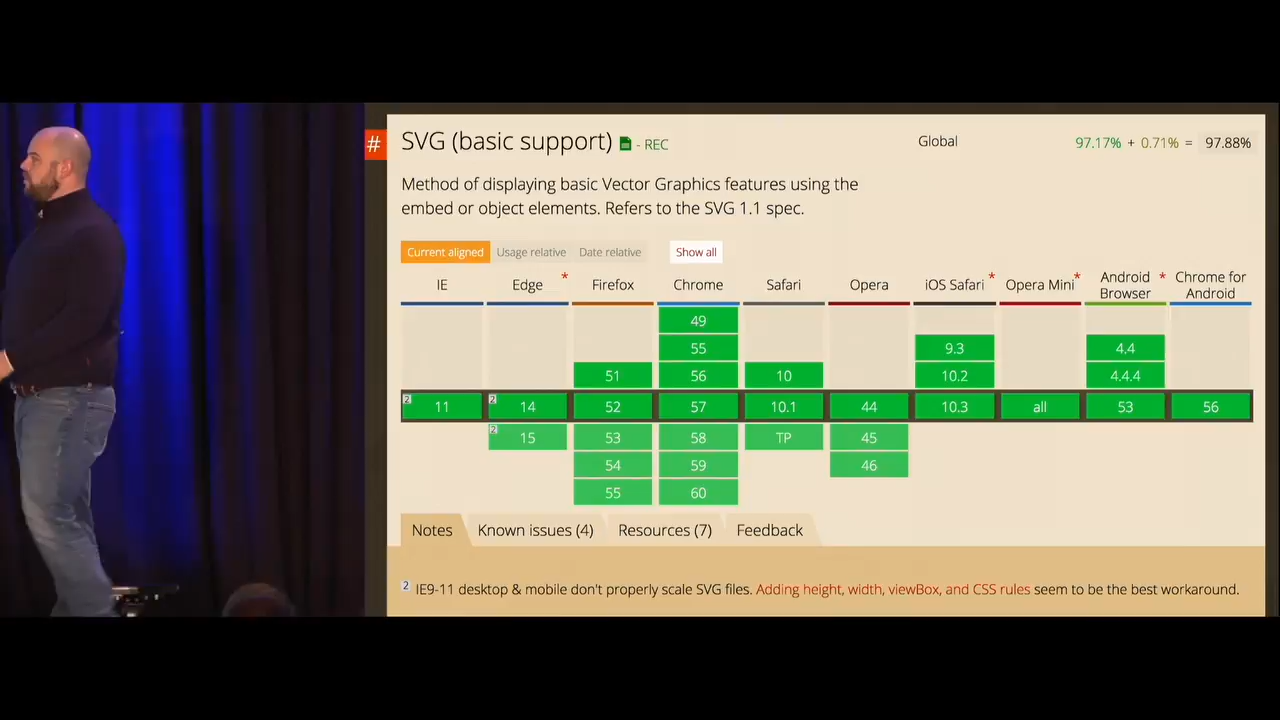 # SVG (basic support) - REC Global 97.17% + 0.71% = 97.88%
Method of displaying basic Vector Graphics features using the
embed or object elements. Refers to the SVG 1.1 spec.
Current aligned Usage relative Date relative Show all
IE Edge * Firefox Chrome Safari Opera iOS Safari * Opera Mini * Android Browser * Chrome for Android
49
55 9.3 4.4
51 56 10 10.2 4.4.4
2 11 2 14 52 57 10.1 44 10.3 all 53 56
2 15 53 58 TP 45
54 59 46
55 60
Notes Known issues (4) Resources (7) Feedback
2 IE9-11 desktop & mobile don't properly scale SVG files. Adding height, width, viewBox, and CSS rules seem to be the best workaround.